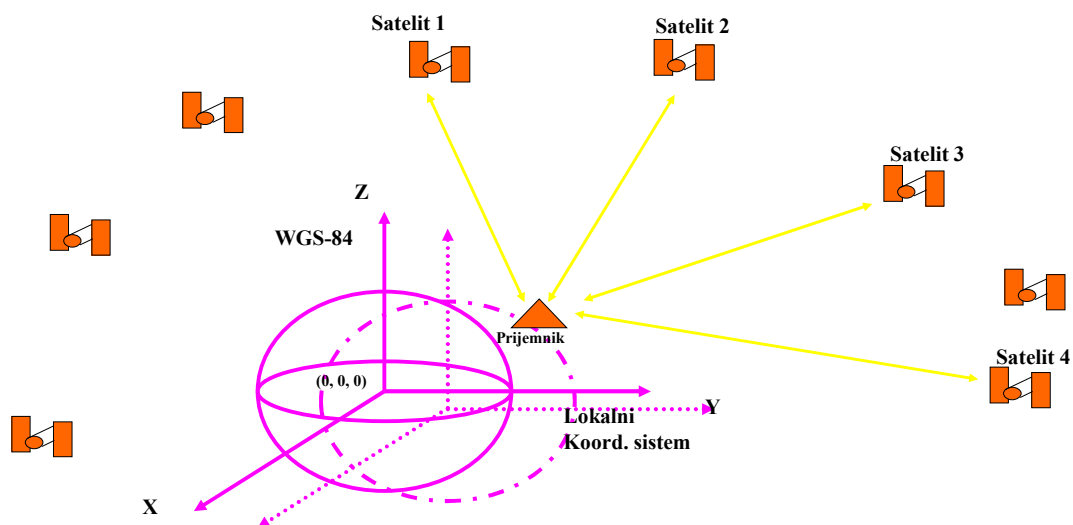 Satelit 1
Satelit 2
Satelit 3
Z
WGS-84
Prijemnik
Satelit 4
(0, 0, 0)
Y
Lokalni
Koord. sistem
X